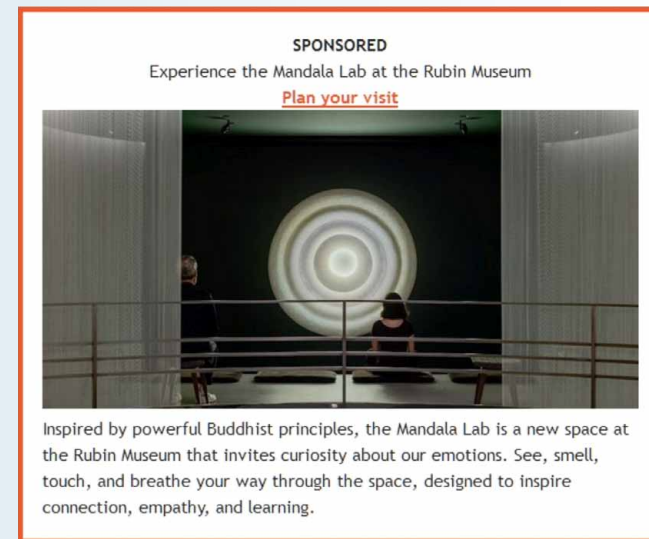 SPONSORED
Experience the Mandala Lab at the Rubin Museum
Plan your visit
Inspired by powerful Buddhist principles, the Mandala Lab is a new space at
the Rubin Museum that invites curiosity about our emotions. See, smell,
touch, and breathe your way through the space, designed to inspire
connection, empathy, and learning.